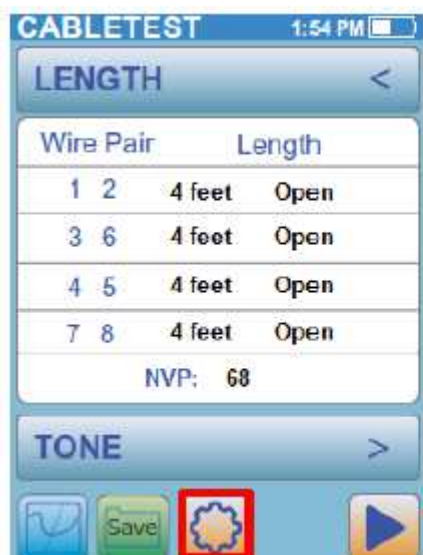 CABLETEST 1:54 PM
LENGTH <
Wire Pair Length
1 2 4 feet Open
3 6 4 feet Open
4 5 4 feet Open
7 8 4 feet Open
NVP: 68
TONE >
Save